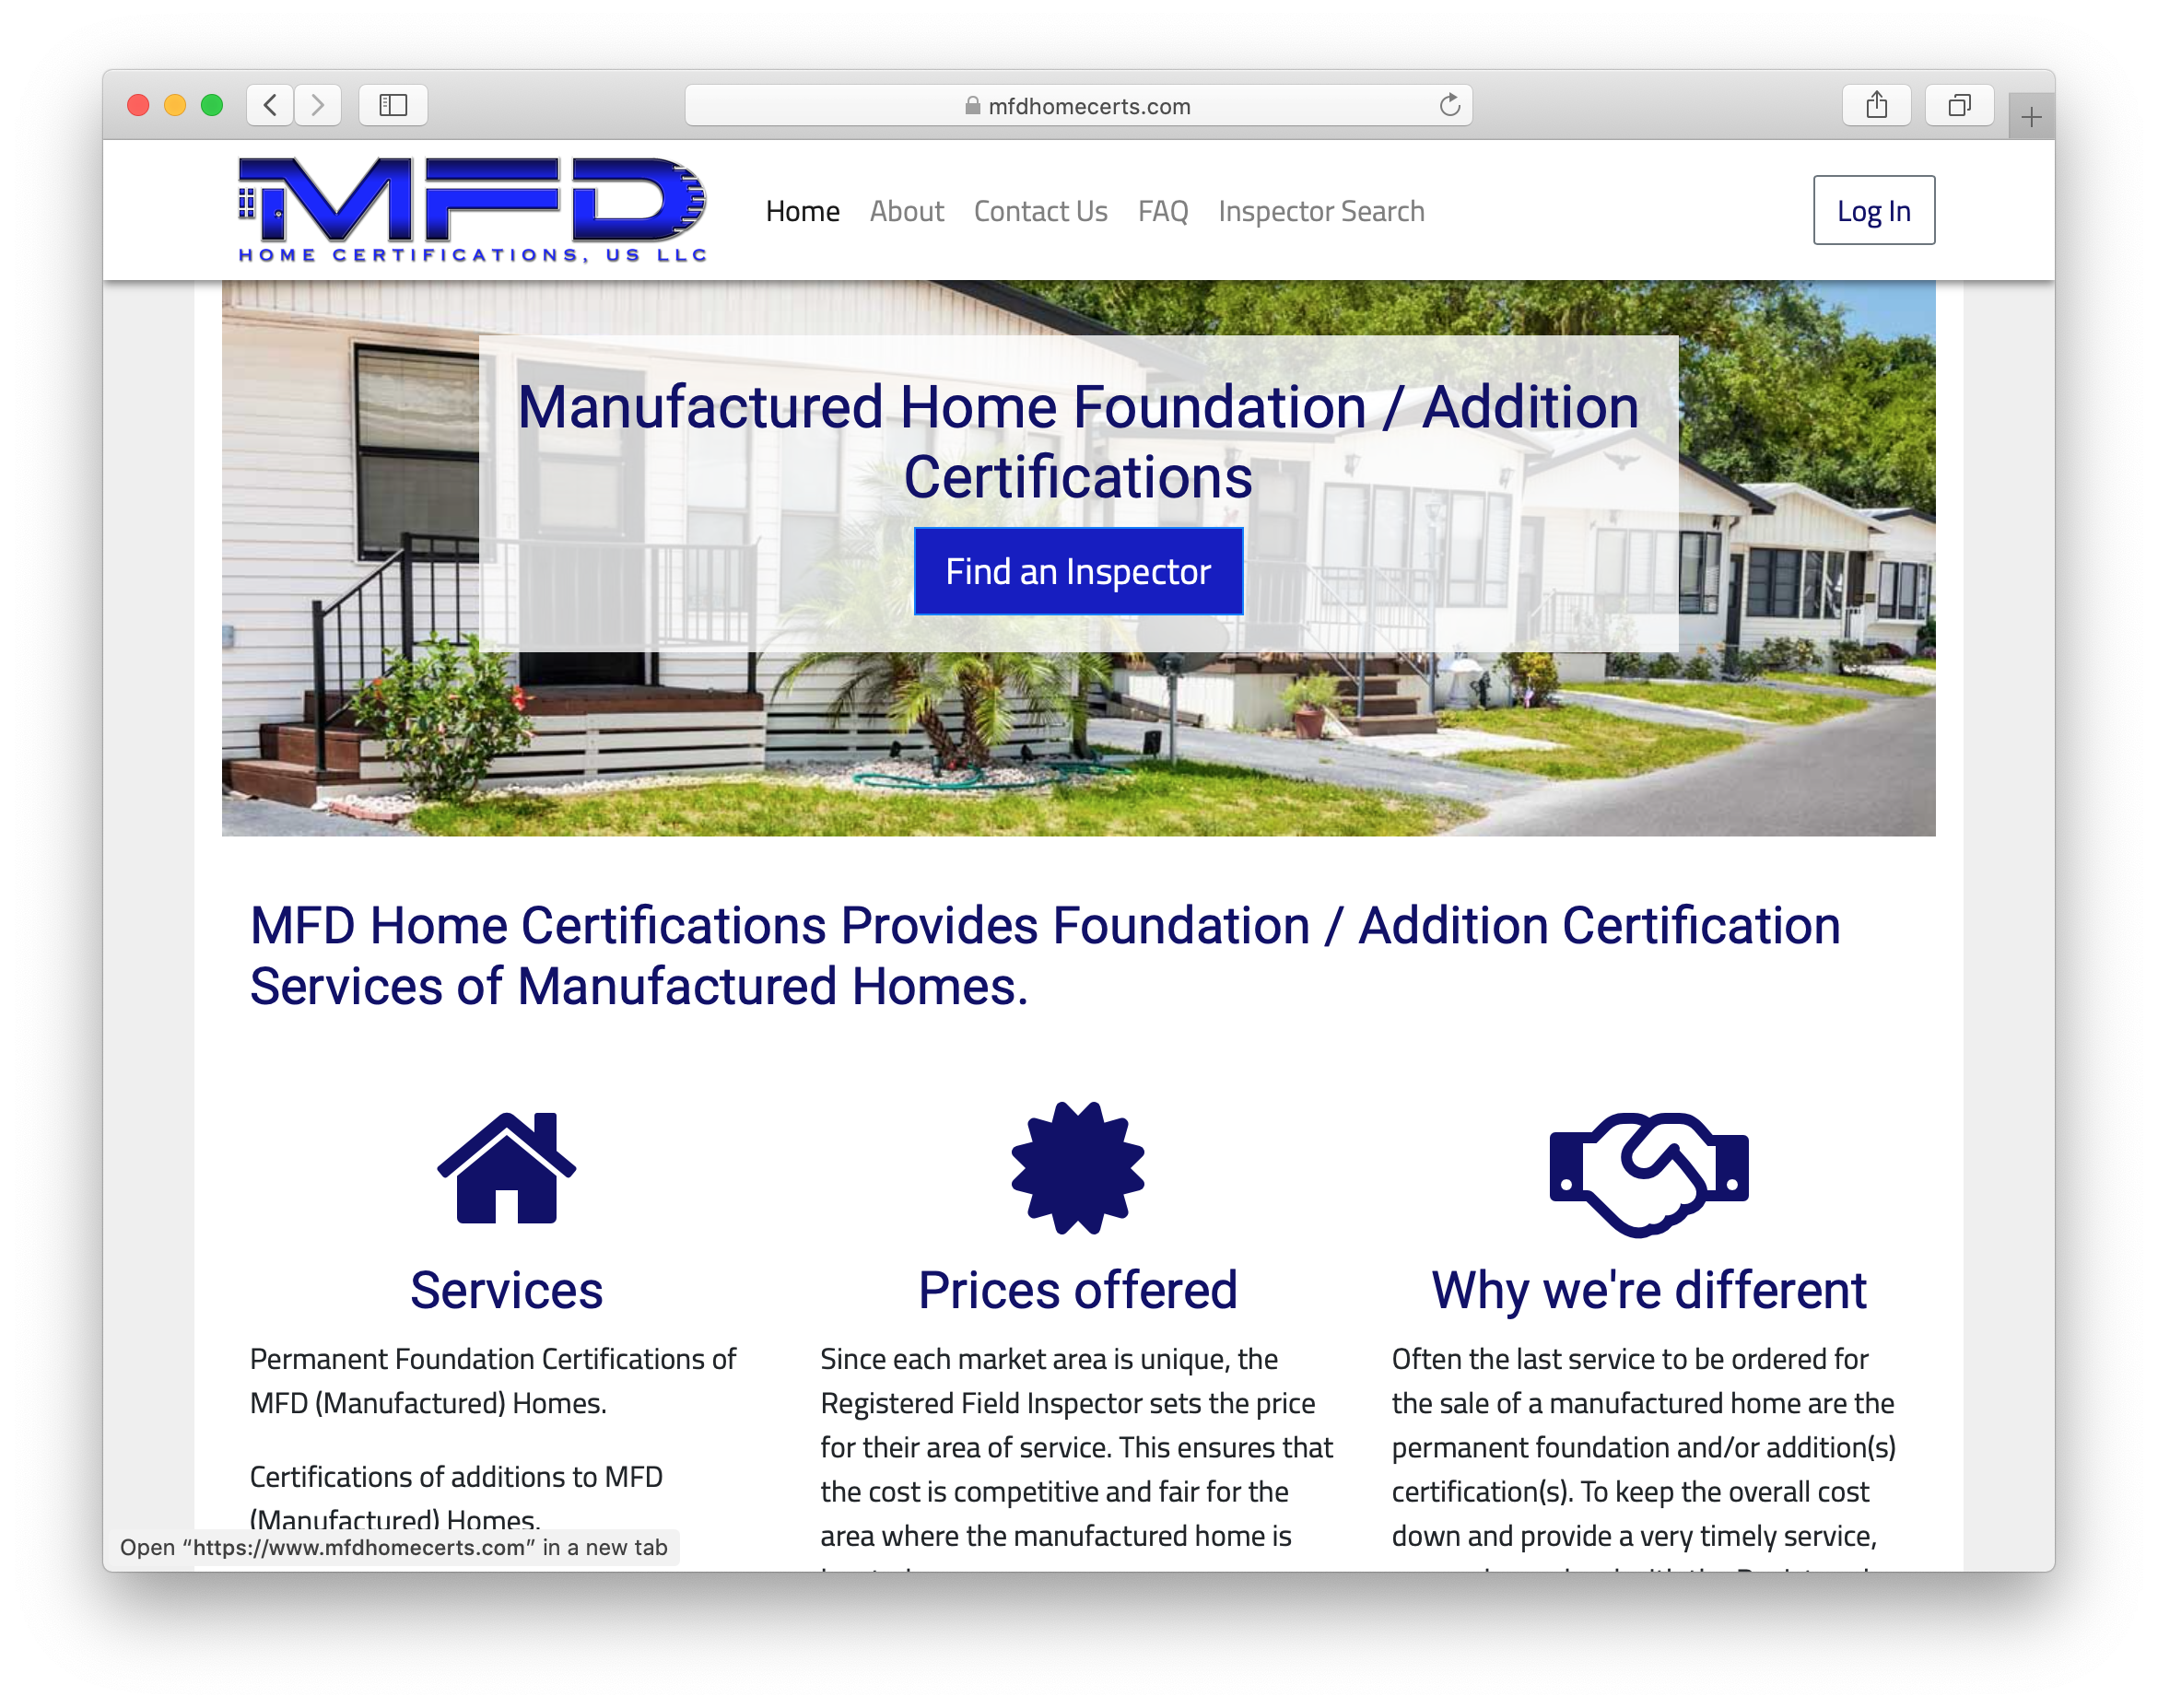 mfdhomecerts.com
MFD
HOME CERTIFICATIONS, US LLC
Home About Contact Us FAQ Inspector Search
Log In
Manufactured Home Foundation / Addition
Certifications
Find an Inspector
MFD Home Certifications Provides Foundation / Addition Certification
Services of Manufactured Homes.
Services
Permanent Foundation Certifications of
MFD (Manufactured) Homes.
Certifications of additions to MFD
(Manufactured) Homes.
Prices offered
Since each market area is unique, the
Registered Field Inspector sets the price
for their area of service. This ensures that
the cost is competitive and fair for the
area where the manufactured home is
Why we're different
Often the last service to be ordered for
the sale of a manufactured home are the
permanent foundation and/or addition(s)
certification(s). To keep the overall cost
down and provide a very timely service,
Open “https://www.mfdhomecerts.com” in a new tab